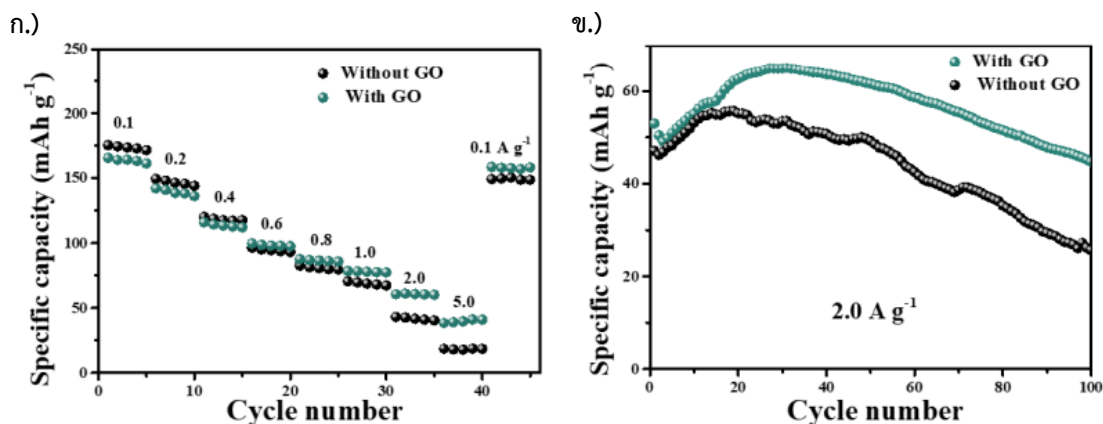 ก.)
250
200
150
100
50
0
Specific capacity (mAh g⁻¹)
Without GO
With GO
0.1
0.2
0.4
0.6
0.8
1.0
2.0
5.0
0.1 A g⁻¹
0 10 20 30 40
Cycle number
ข.)
60
40
20
0
Specific capacity (mAh g⁻¹)
With GO
Without GO
2.0 A g⁻¹
0 20 40 60 80 100
Cycle number